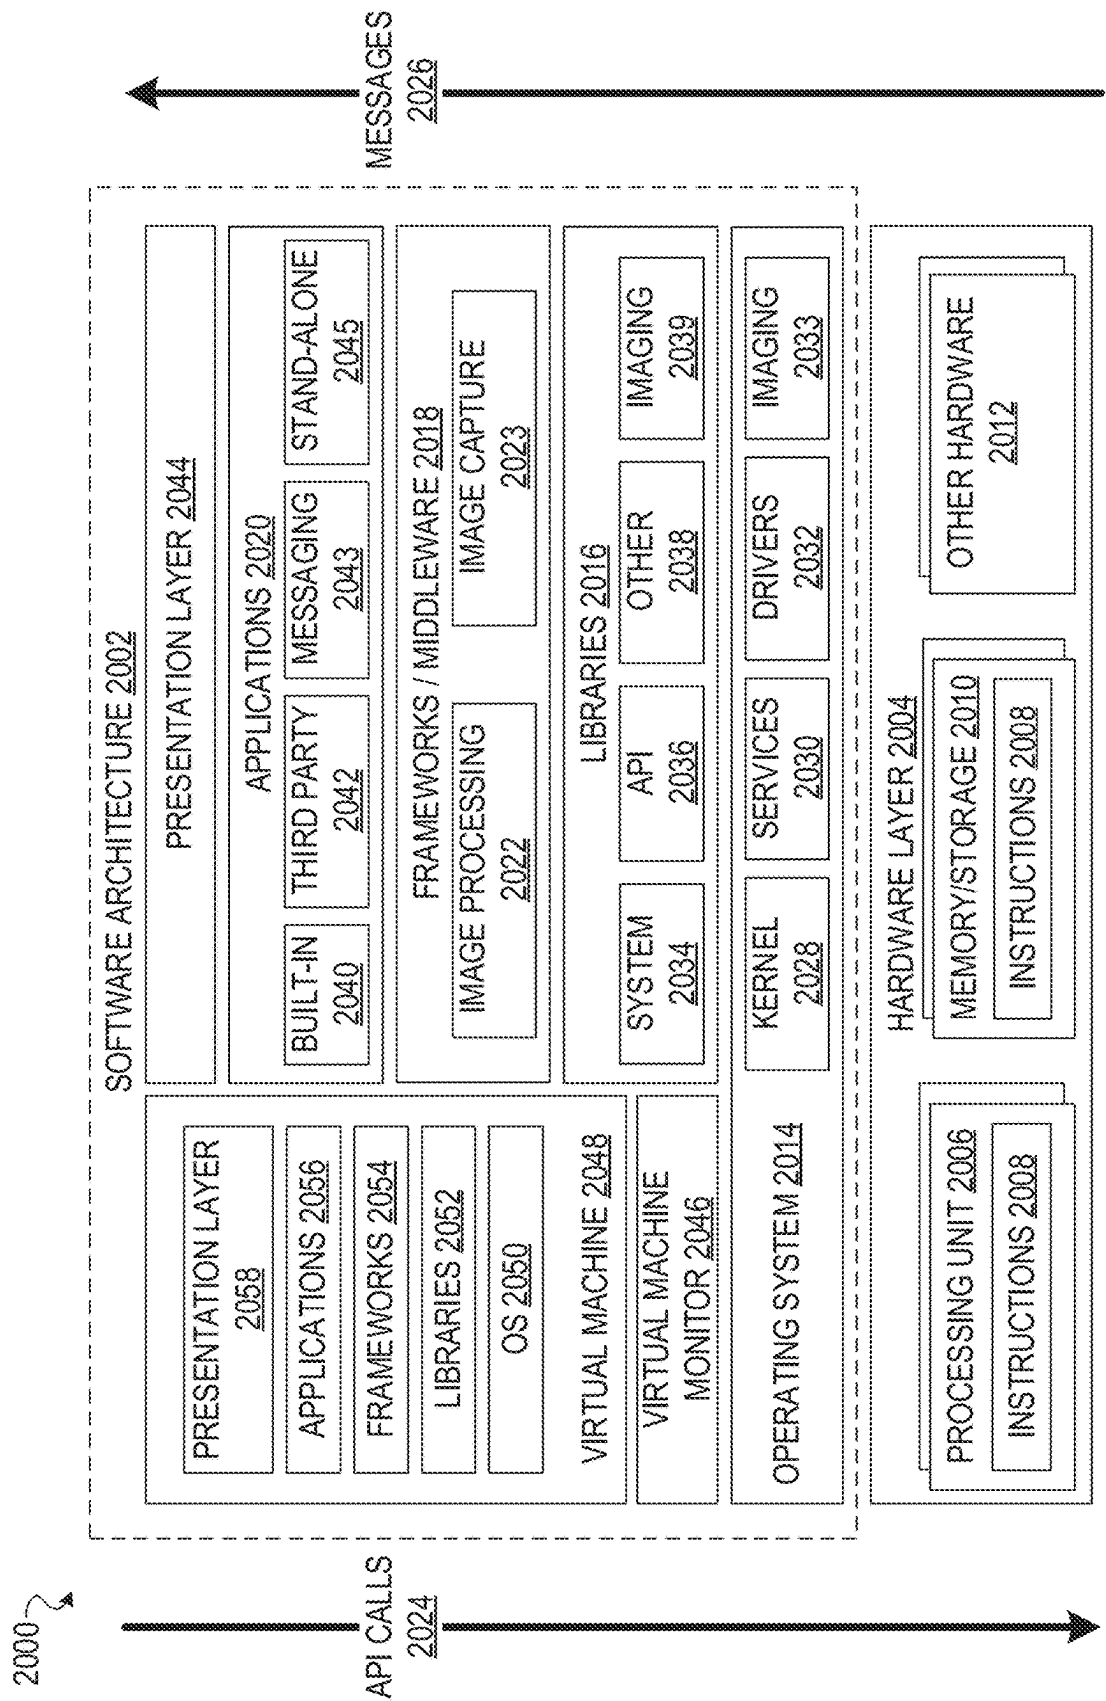 2000
SOFTWARE ARCHITECTURE 2002
PRESENTATION LAYER 2044
APPLICATIONS 2020
BUILT-IN
2040
THIRD PARTY
2042
MESSAGING
2043
STAND-ALONE
2045
FRAMEWORKS / MIDDLEWARE 2018
IMAGE PROCESSING
2022
IMAGE CAPTURE
2023
LIBRARIES 2016
SYSTEM
2034
API
2036
OTHER
2038
IMAGING
2039
PRESENTATION LAYER
2058
APPLICATIONS 2056
FRAMEWORKS 2054
LIBRARIES 2052
OS 2050
VIRTUAL MACHINE 2048
VIRTUAL MACHINE
MONITOR 2046
OPERATING SYSTEM 2014
KERNEL
2028
SERVICES
2030
DRIVERS
2032
IMAGING
2033
HARDWARE LAYER 2004
PROCESSING UNIT 2006
INSTRUCTIONS 2008
MEMORY/STORAGE 2010
INSTRUCTIONS 2008
OTHER HARDWARE
2012
API CALLS
2024
MESSAGES
2026